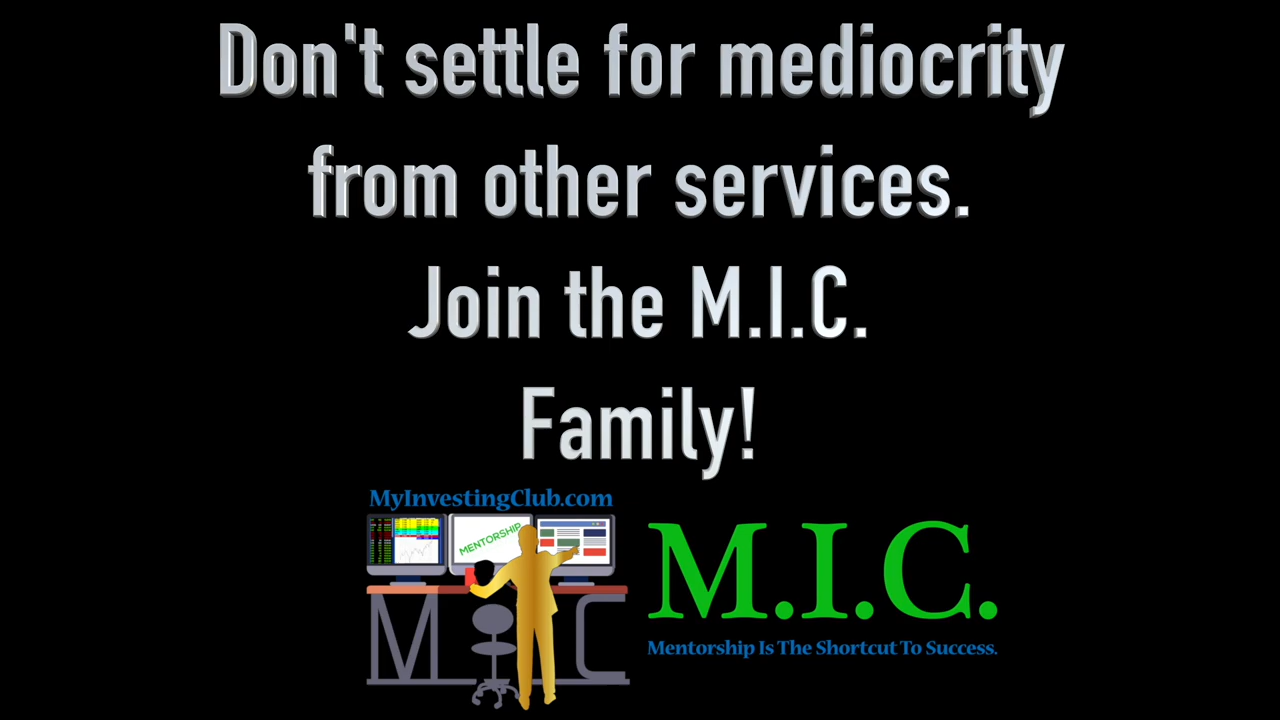 Don't settle for mediocrity
from other services.
Join the M.I.C.
Family!
MyInvestingClub.com
MENTORSHIP
M.I.C.
Mentorship Is The Shortcut To Success.
MIC